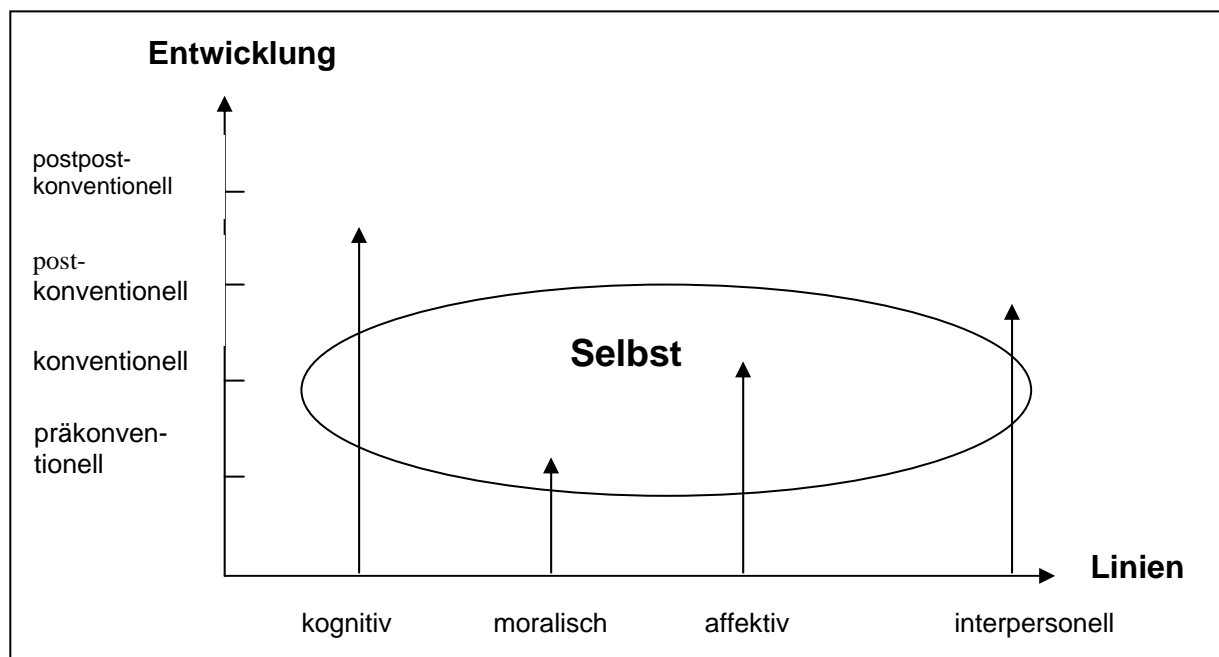 Entwicklung
postpost-
konventionell
post-
konventionell
Selbst
konventionell
präkonven-
tionell
Linien
kognitiv moralisch affektiv interpersonell